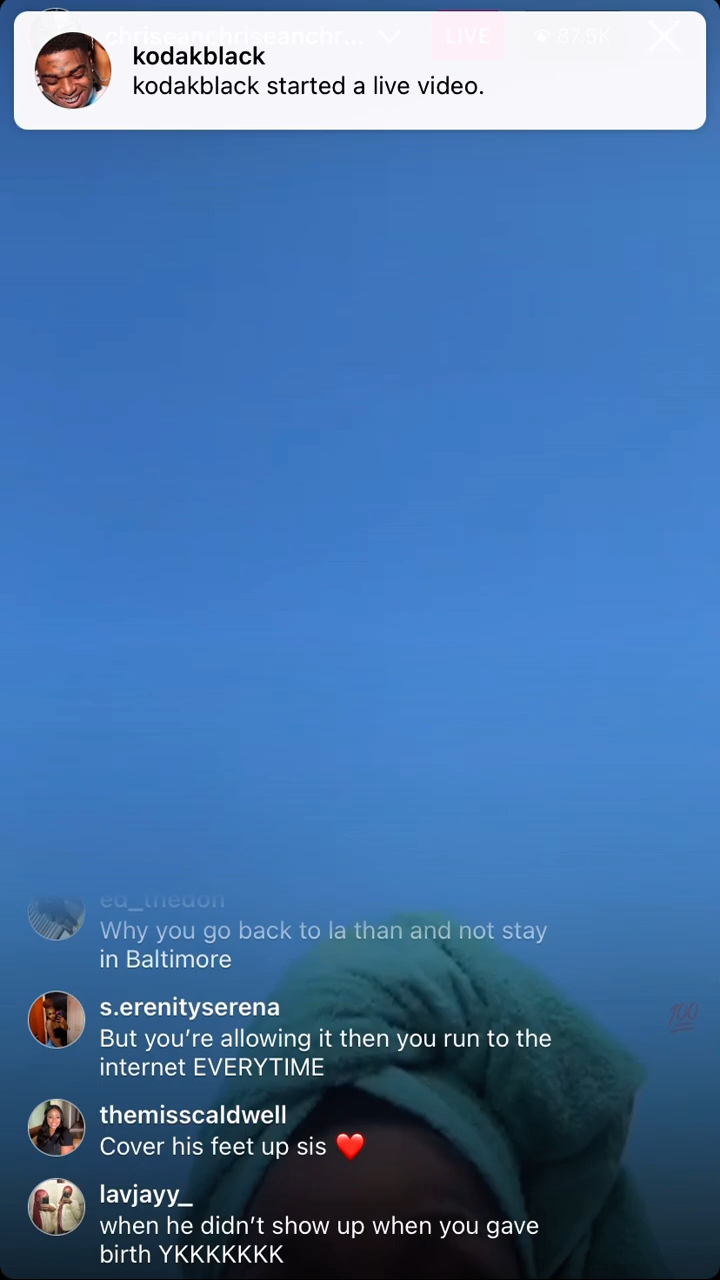 chriseanchriseanchr...
LIVE
87.5K
kodakblack
kodakblack started a live video.
ed_thedon
Why you go back to la than and not stay
in Baltimore
s.erenityserena
But you’re allowing it then you run to the
internet EVERYTIME
themisscaldwell
Cover his feet up sis ❤️
lavjayy_
when he didn’t show up when you gave
birth YKKKKKKK
💯